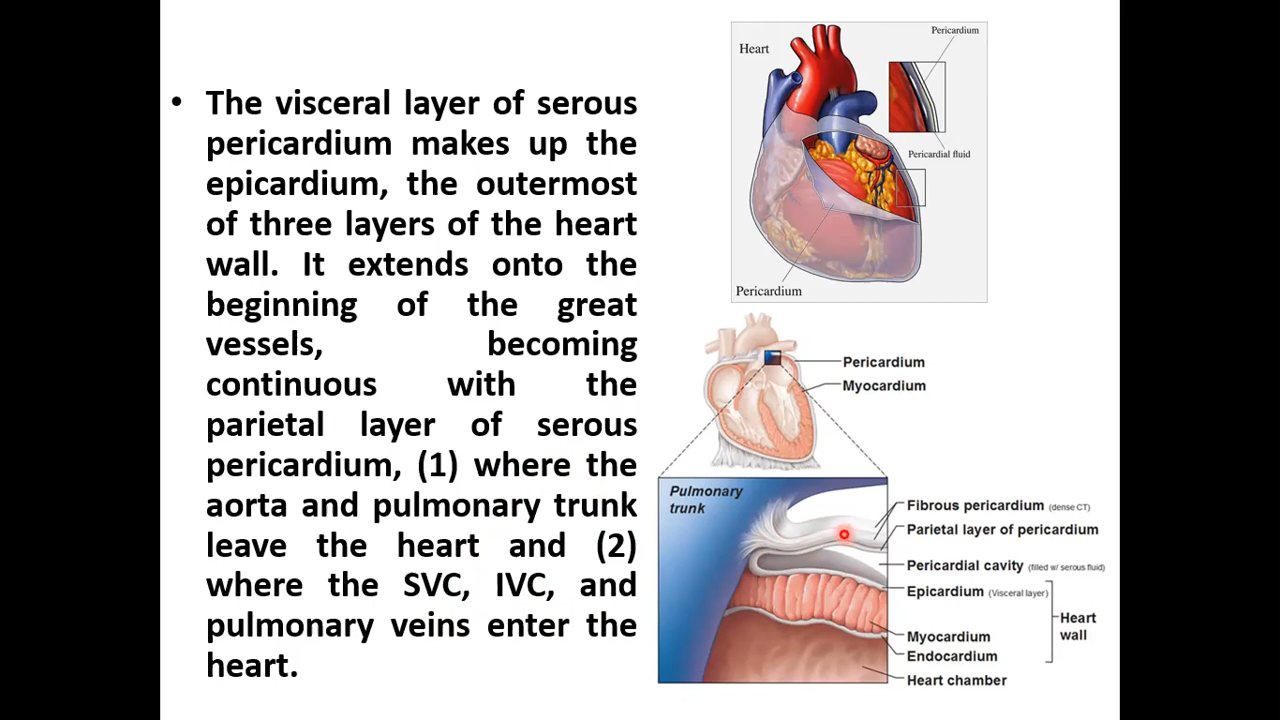 • The visceral layer of serous
pericardium makes up the
epicardium, the outermost
of three layers of the heart
wall. It extends onto the
beginning of the great
vessels, becoming
continuous with the
parietal layer of serous
pericardium, (1) where the
aorta and pulmonary trunk
leave the heart and (2)
where the SVC, IVC, and
pulmonary veins enter the
heart.
Heart
Pericardium
Pericardial fluid
Pericardium
Pericardium
Myocardium
Pulmonary
trunk
Fibrous pericardium (dense CT)
Parietal layer of pericardium
Pericardial cavity (filled w/ serous fluid)
Epicardium (Visceral layer)
Myocardium
Endocardium
Heart
wall
Heart chamber